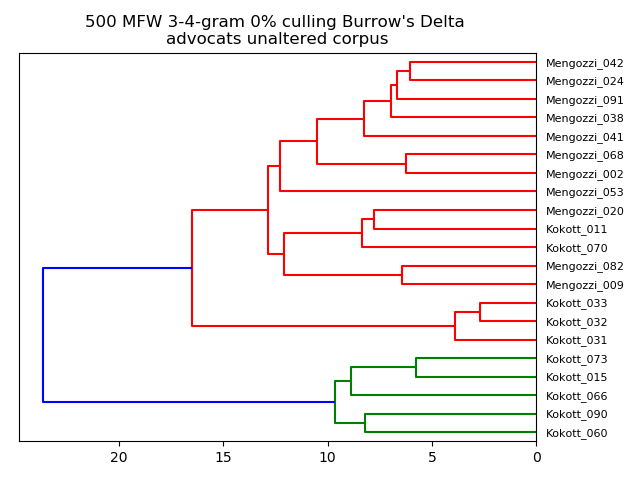 500 MFW 3-4-gram 0% culling Burrow's Delta
advocats unaltered corpus
Mengozzi_042
Mengozzi_024
Mengozzi_091
Mengozzi_038
Mengozzi_041
Mengozzi_068
Mengozzi_002
Mengozzi_053
Mengozzi_020
Kokott_011
Kokott_070
Mengozzi_082
Mengozzi_009
Kokott_033
Kokott_032
Kokott_031
Kokott_073
Kokott_015
Kokott_066
Kokott_090
Kokott_060
20 15 10 5 0